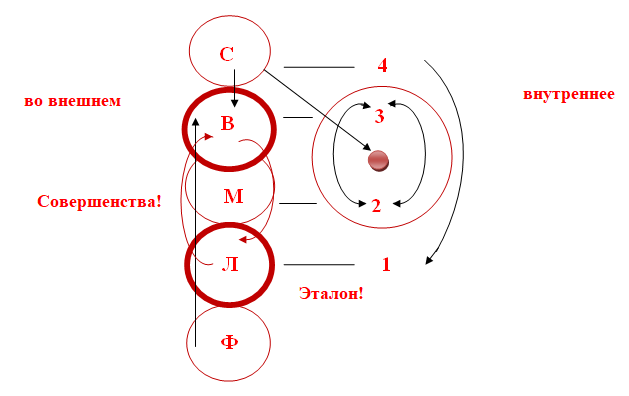 С
4
во внешнем
внутреннее
В
3
Совершенства!
М
2
Л
1
Эталон!
Ф